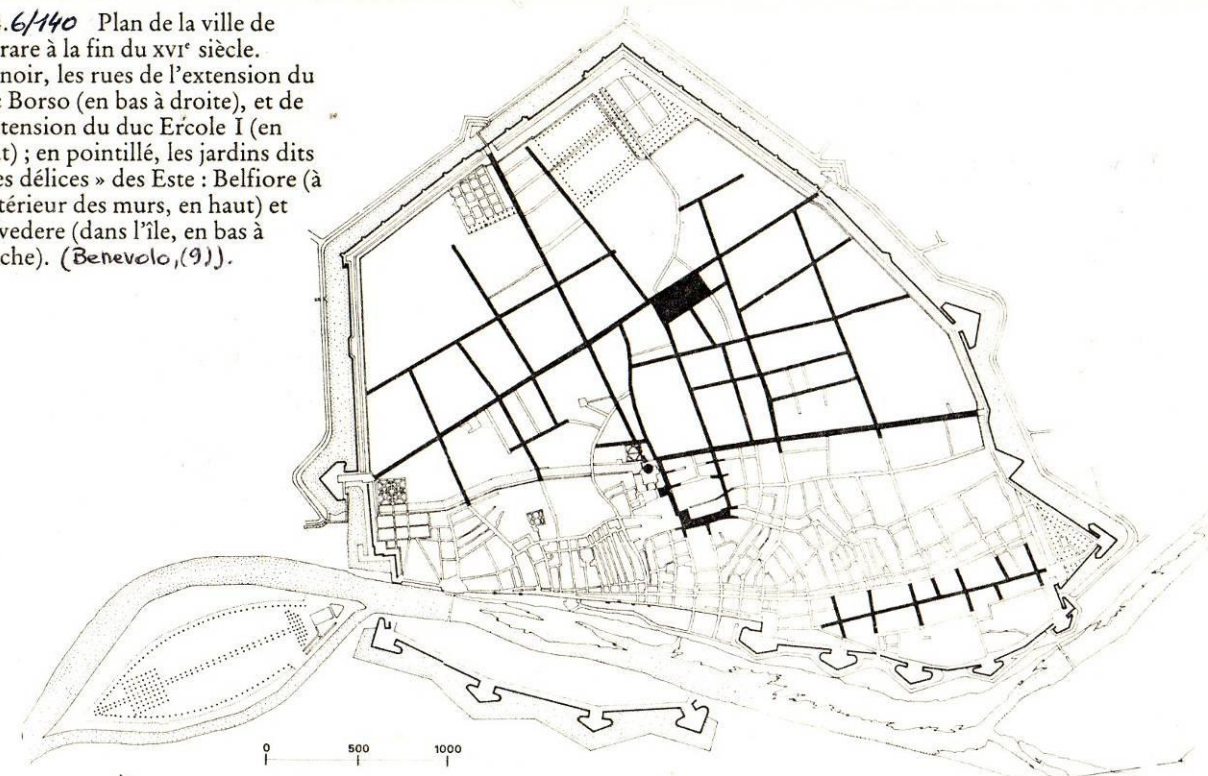 .6/140 Plan de la ville de
rare à la fin du XVIᵉ siècle.
noir, les rues de l'extension du
Borso (en bas à droite), et de
tension du duc Ercole I (en
t) ; en pointillé, les jardins dits
es délices » des Este : Belfiore (à
térieur des murs, en haut) et
vedere (dans l'île, en bas à
che). (Benevolo, (9)).
0 500 1000